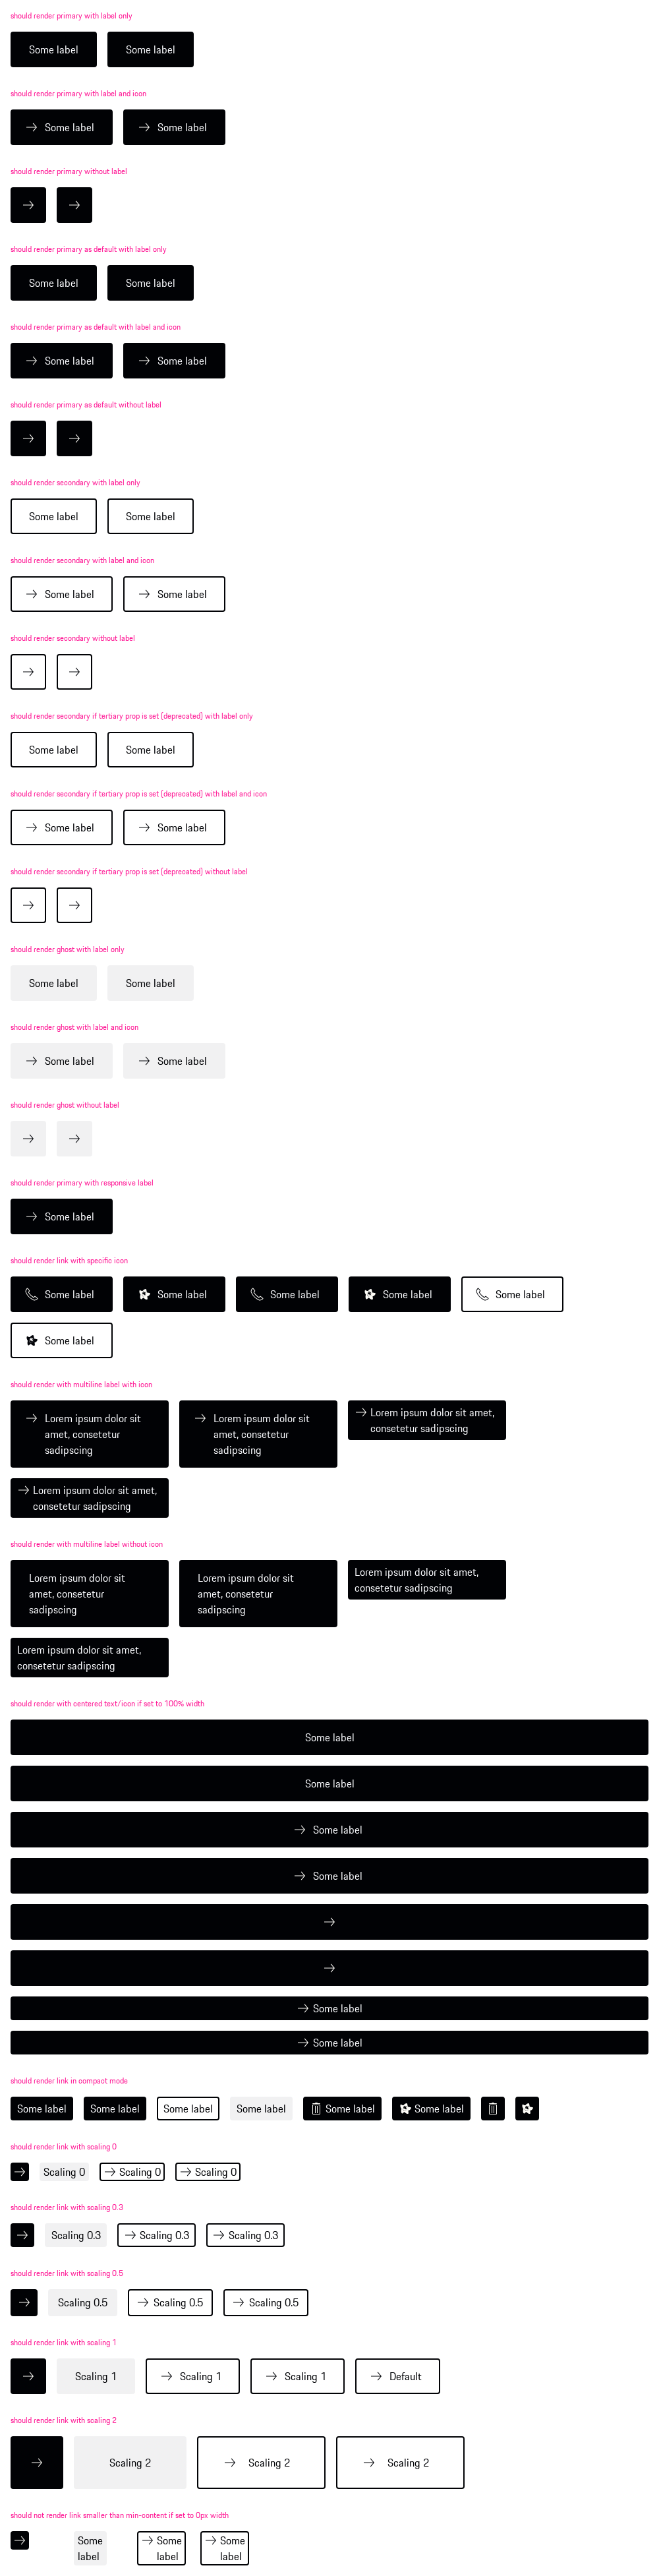 should render primary with label only
Some label Some label
should render primary with label and icon
Some label Some label
should render primary without label
should render primary as default with label only
Some label Some label
should render primary as default with label and icon
Some label Some label
should render primary as default without label
should render secondary with label only
Some label Some label
should render secondary with label and icon
Some label Some label
should render secondary without label
should render secondary if tertiary prop is set (deprecated) with label only
Some label Some label
should render secondary if tertiary prop is set (deprecated) with label and icon
Some label Some label
should render secondary if tertiary prop is set (deprecated) without label
should render ghost with label only
Some label Some label
should render ghost with label and icon
Some label Some label
should render ghost without label
should render primary with responsive label
Some label
should render link with specific icon
Some label Some label Some label Some label Some label
Some label
should render with multiline label with icon
Lorem ipsum dolor sit
amet, consetetur
sadipscing
Lorem ipsum dolor sit
amet, consetetur
sadipscing
Lorem ipsum dolor sit amet,
consetetur sadipscing
Lorem ipsum dolor sit amet,
consetetur sadipscing
should render with multiline label without icon
Lorem ipsum dolor sit
amet, consetetur
sadipscing
Lorem ipsum dolor sit
amet, consetetur
sadipscing
Lorem ipsum dolor sit amet,
consetetur sadipscing
Lorem ipsum dolor sit amet,
consetetur sadipscing
should render with centered text/icon if set to 100% width
Some label
Some label
Some label
Some label
Some label
Some label
should render link in compact mode
Some label Some label Some label Some label Some label Some label
should render link with scaling 0
Scaling 0 Scaling 0 Scaling 0
should render link with scaling 0.3
Scaling 0.3 Scaling 0.3 Scaling 0.3
should render link with scaling 0.5
Scaling 0.5 Scaling 0.5 Scaling 0.5
should render link with scaling 1
Scaling 1 Scaling 1 Scaling 1 Default
should render link with scaling 2
Scaling 2 Scaling 2 Scaling 2
should not render link smaller than min-content if set to 0px width
Some
label
Some
label
Some
label